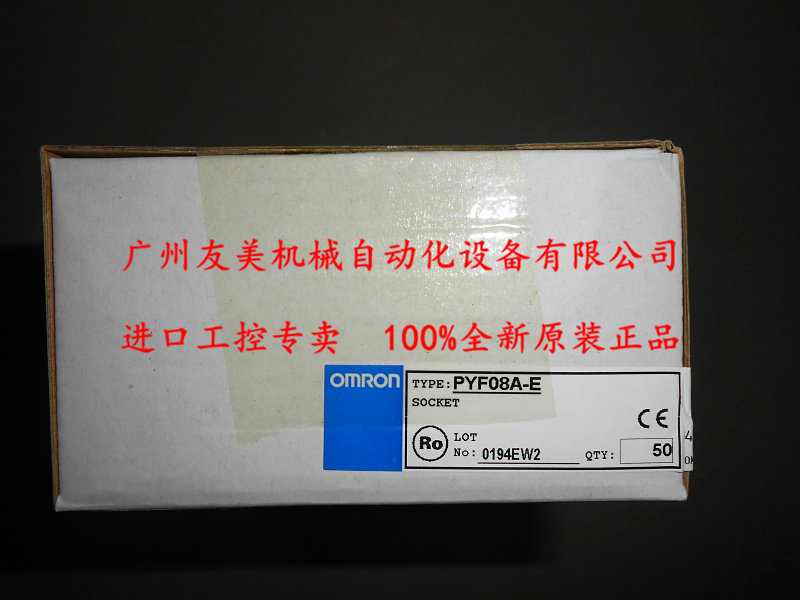 广州友美机械自动化设备有限公司
进口工控专卖 100%全新原装正品
OMRON
TYPE: PYF08A-E
SOCKET
CE
Ro
LOT
No: 0194EW2 QTY: 50
4